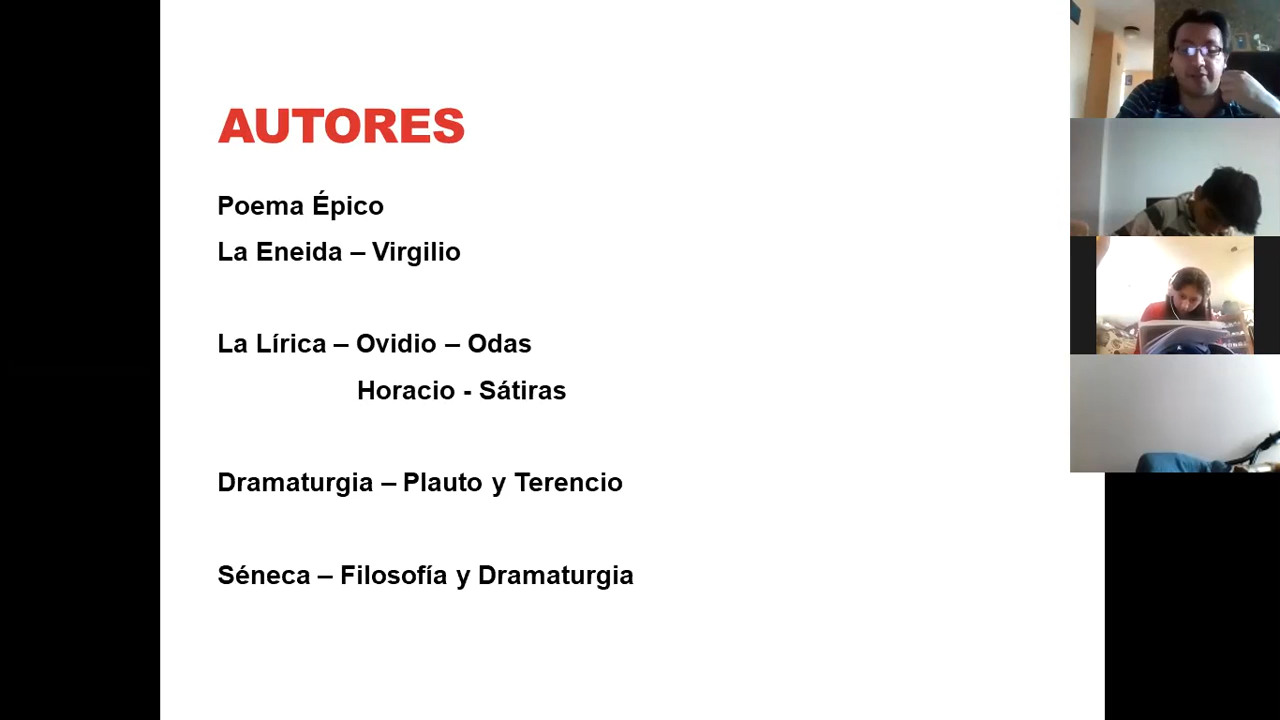 AUTORES
Poema Épico
La Eneida – Virgilio
La Lírica – Ovidio – Odas
Horacio - Sátiras
Dramaturgia – Plauto y Terencio
Séneca – Filosofía y Dramaturgia